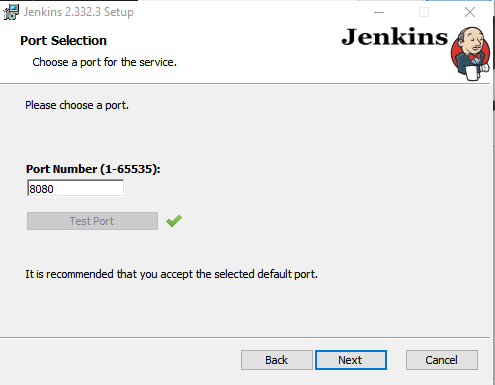 Jenkins 2.332.3 Setup
Port Selection
Choose a port for the service.
Jenkins
Please choose a port.
Port Number (1-65535):
8080
Test Port
It is recommended that you accept the selected default port.
Back
Next
Cancel